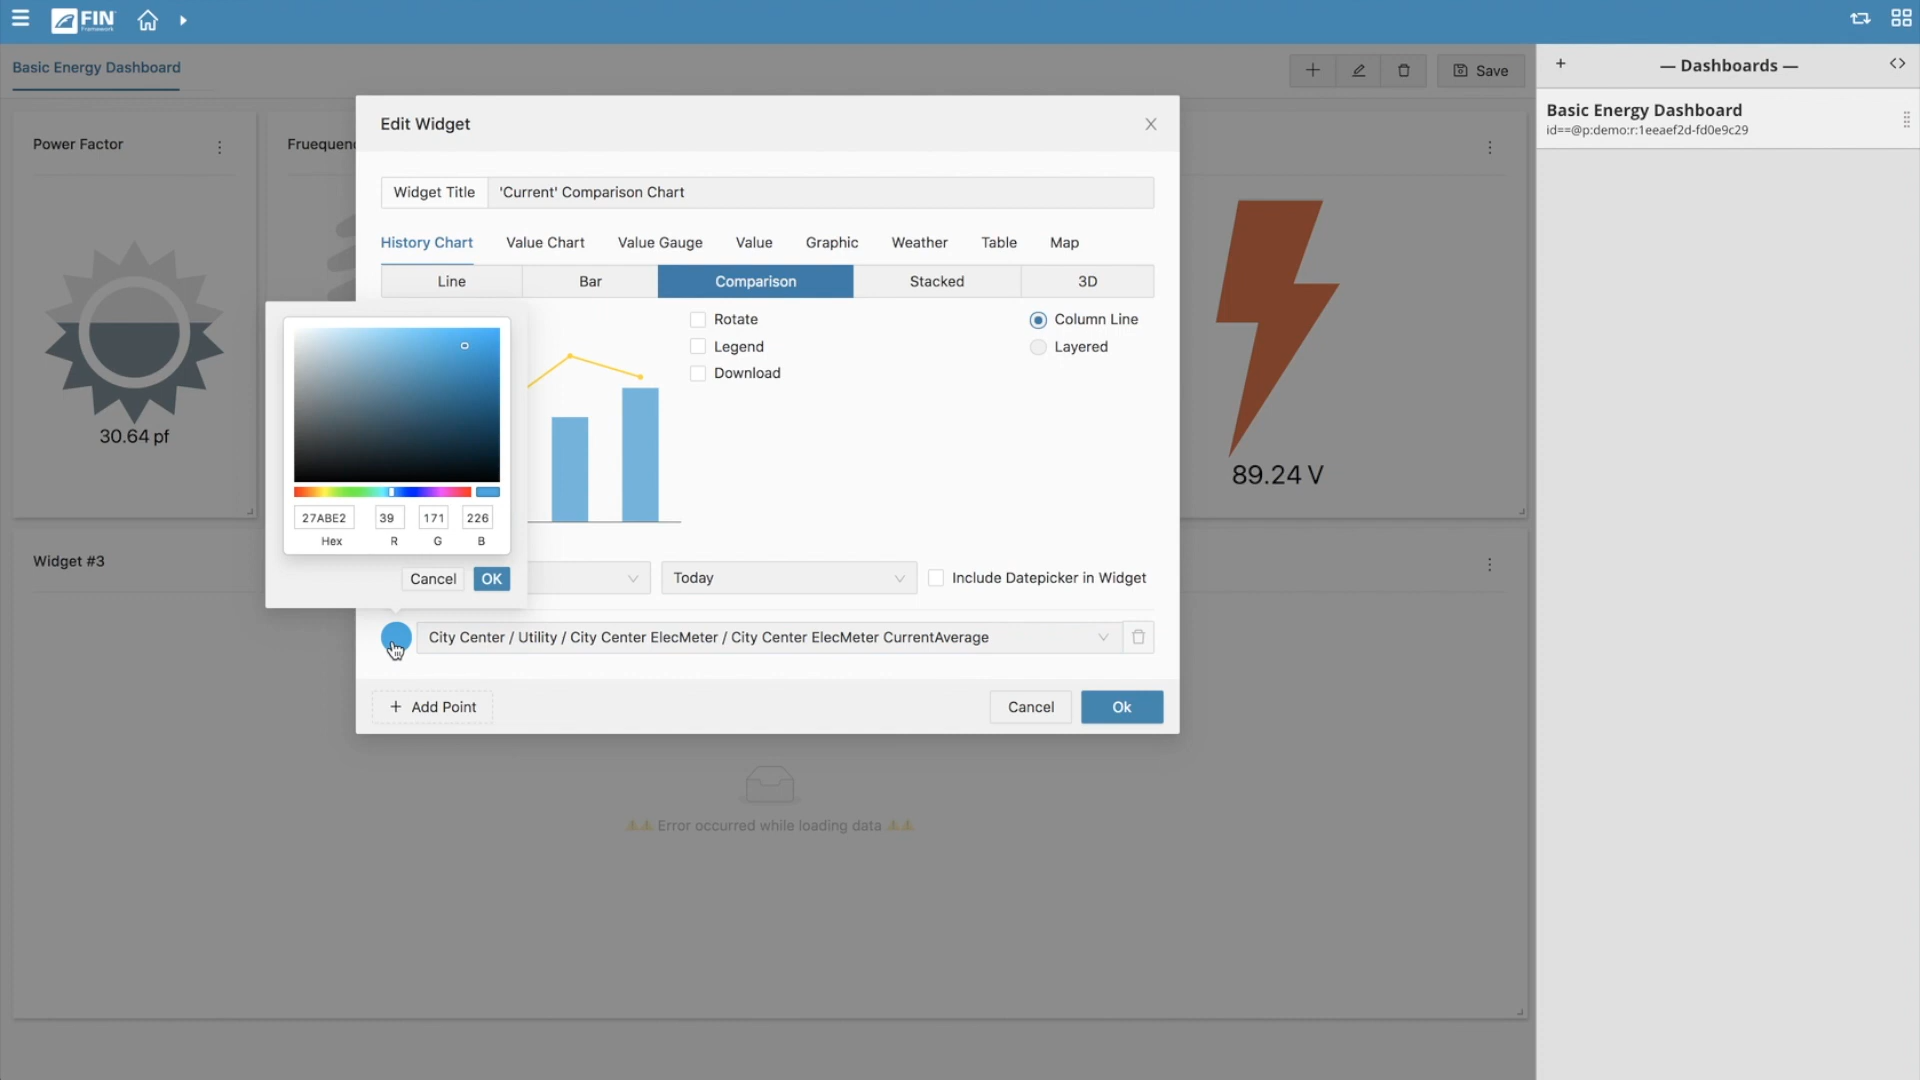 FIN
Framework
Basic Energy Dashboard
Save
— Dashboards —
Basic Energy Dashboard
id==@p:demo:r:1eeaef2d-fd0e9c29
Edit Widget
Power Factor
Fruequen
Widget Title
'Current' Comparison Chart
History Chart
Value Chart
Value Gauge
Value
Graphic
Weather
Table
Map
Line
Bar
Comparison
Stacked
3D
Rotate
Column Line
Legend
Layered
Download
30.64 pf
89.24 V
27ABE2
39
171
226
Hex
R
G
B
Widget #3
Cancel
OK
Today
Include Datepicker in Widget
City Center / Utility / City Center ElecMeter / City Center ElecMeter CurrentAverage
+ Add Point
Cancel
Ok
Error occurred while loading data